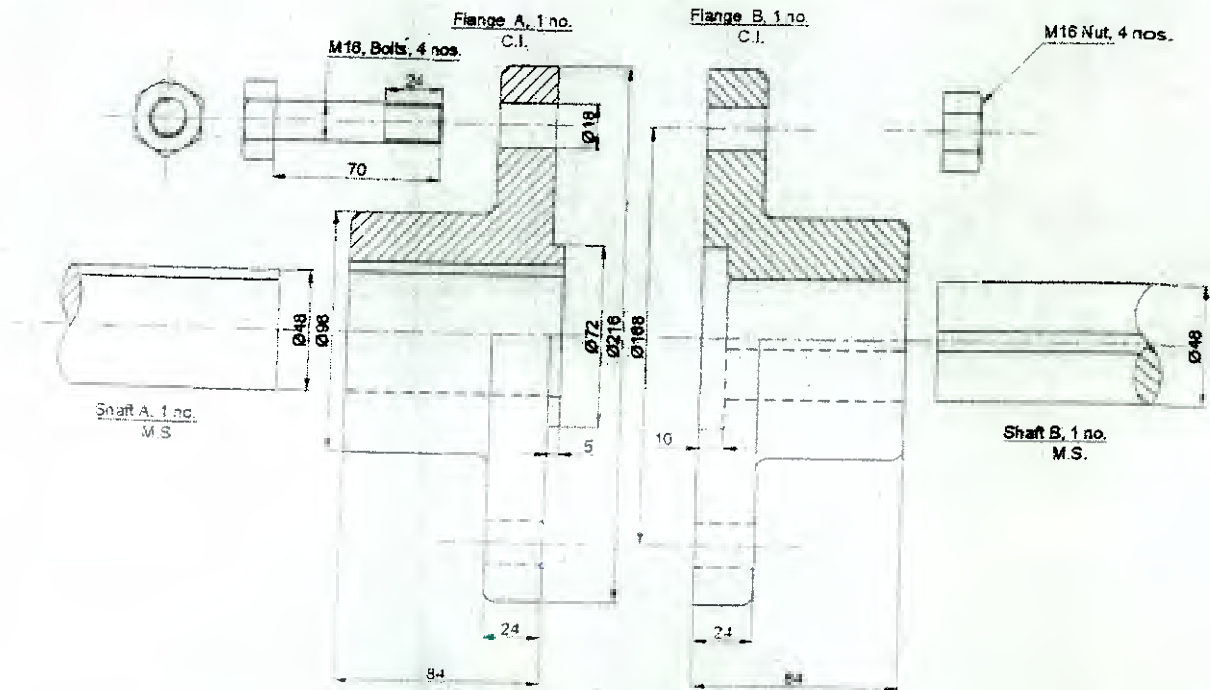 Flange A, 1 no.
C.I.
Flange B, 1 no.
C.I.
M16, Bolts, 4 nos.
M16 Nut, 4 nos.
24
Ø18
70
Ø48
Ø96
Ø72
Ø216
Ø168
Ø48
Shaft A, 1 no.
M.S.
5
10
Shaft B, 1 no.
M.S.
24
24
84
84